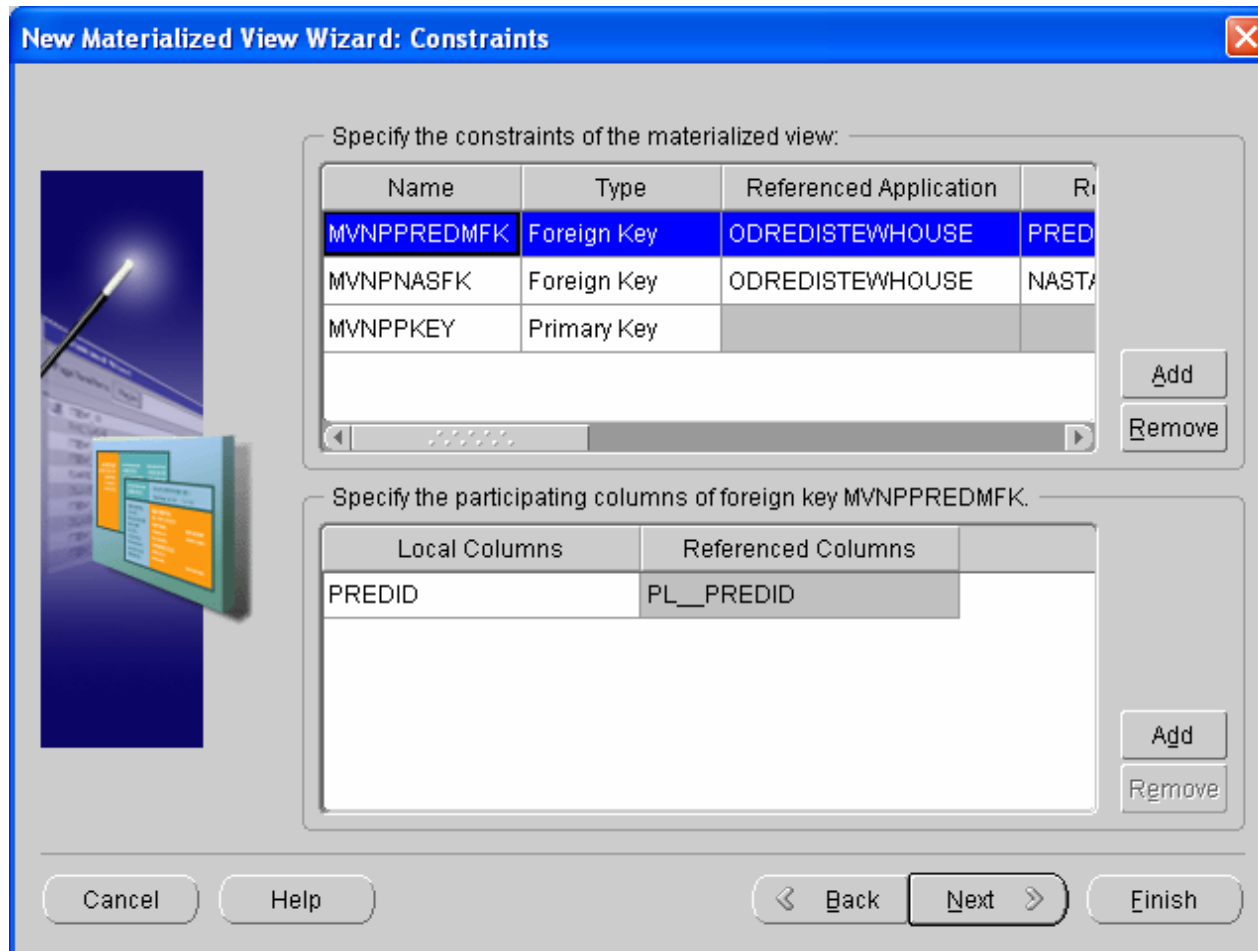 New Materialized View Wizard: Constraints
Specify the constraints of the materialized view:
Name Type Referenced Application
MVNPPREDMFK Foreign Key ODREDISTEWHOUSE PRED
MVNPNASFK Foreign Key ODREDISTEWHOUSE NASTA
MVNPPKEY Primary Key
Add
Remove
Specify the participating columns of foreign key MVNPPREDMFK.
Local Columns Referenced Columns
PREDID PL__PREDID
Add
Remove
Cancel Help Back Next Finish